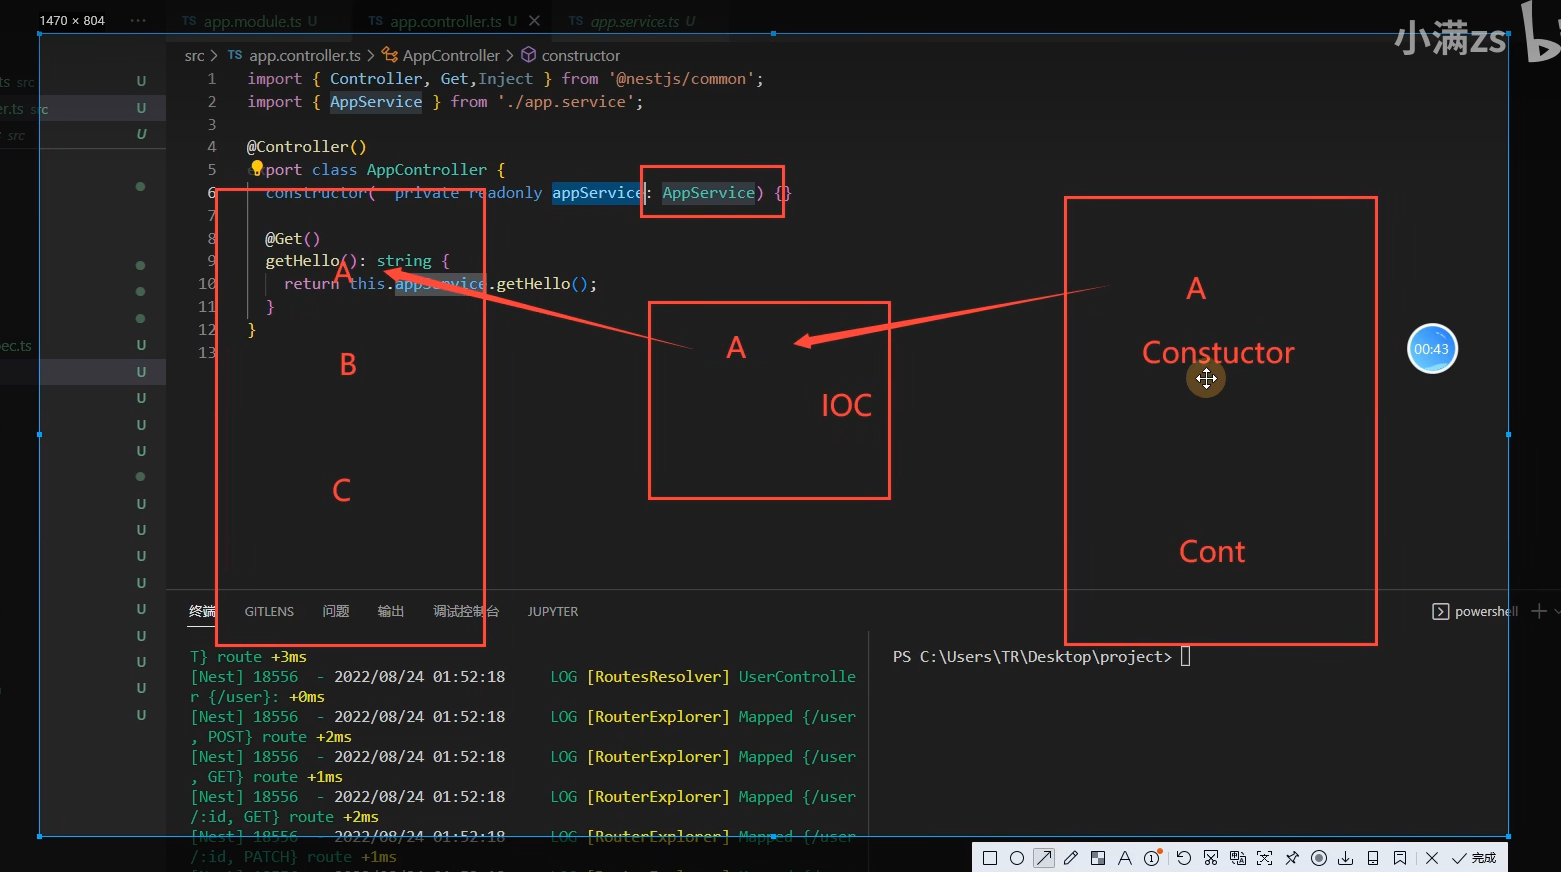 1470 × 804
TS app.module.ts U
TS app.controller.ts U
TS app.service.ts U
小满zs
src > TS app.controller.ts > AppController > constructor
ts src U
er.ts src U
src U
1 import { Controller, Get,Inject } from '@nestjs/common';
2 import { AppService } from './app.service';
3
4 @Controller()
5 port class AppController {
6 constructor( private readonly appService: AppService) {}
7
8 @Get()
9 getHello(): string {
10 return this.appService.getHello();
11 }
12 }
13
A
B
C
A
IOC
A
Constuctor
Cont
00:43
ec.ts U
U
U
U
U
U
U
U
U
U
U
U
U
U
终端 GITLENS 问题 输出 调试控制台 JUPYTER
powershell
T} route +3ms
[Nest] 18556 - 2022/08/24 01:52:18 LOG [RoutesResolver] UserControlle
r {/user}: +0ms
[Nest] 18556 - 2022/08/24 01:52:18 LOG [RouterExplorer] Mapped {/user
, POST} route +2ms
[Nest] 18556 - 2022/08/24 01:52:18 LOG [RouterExplorer] Mapped {/user
, GET} route +1ms
[Nest] 18556 - 2022/08/24 01:52:18 LOG [RouterExplorer] Mapped {/user
/:id, GET} route +2ms
[Nest] 18556 - 2022/08/24 01:52:18 LOG [RouterExplorer] Mapped {/user
/:id, PATCH} route +1ms
PS C:\Users\TR\Desktop\project>
完成